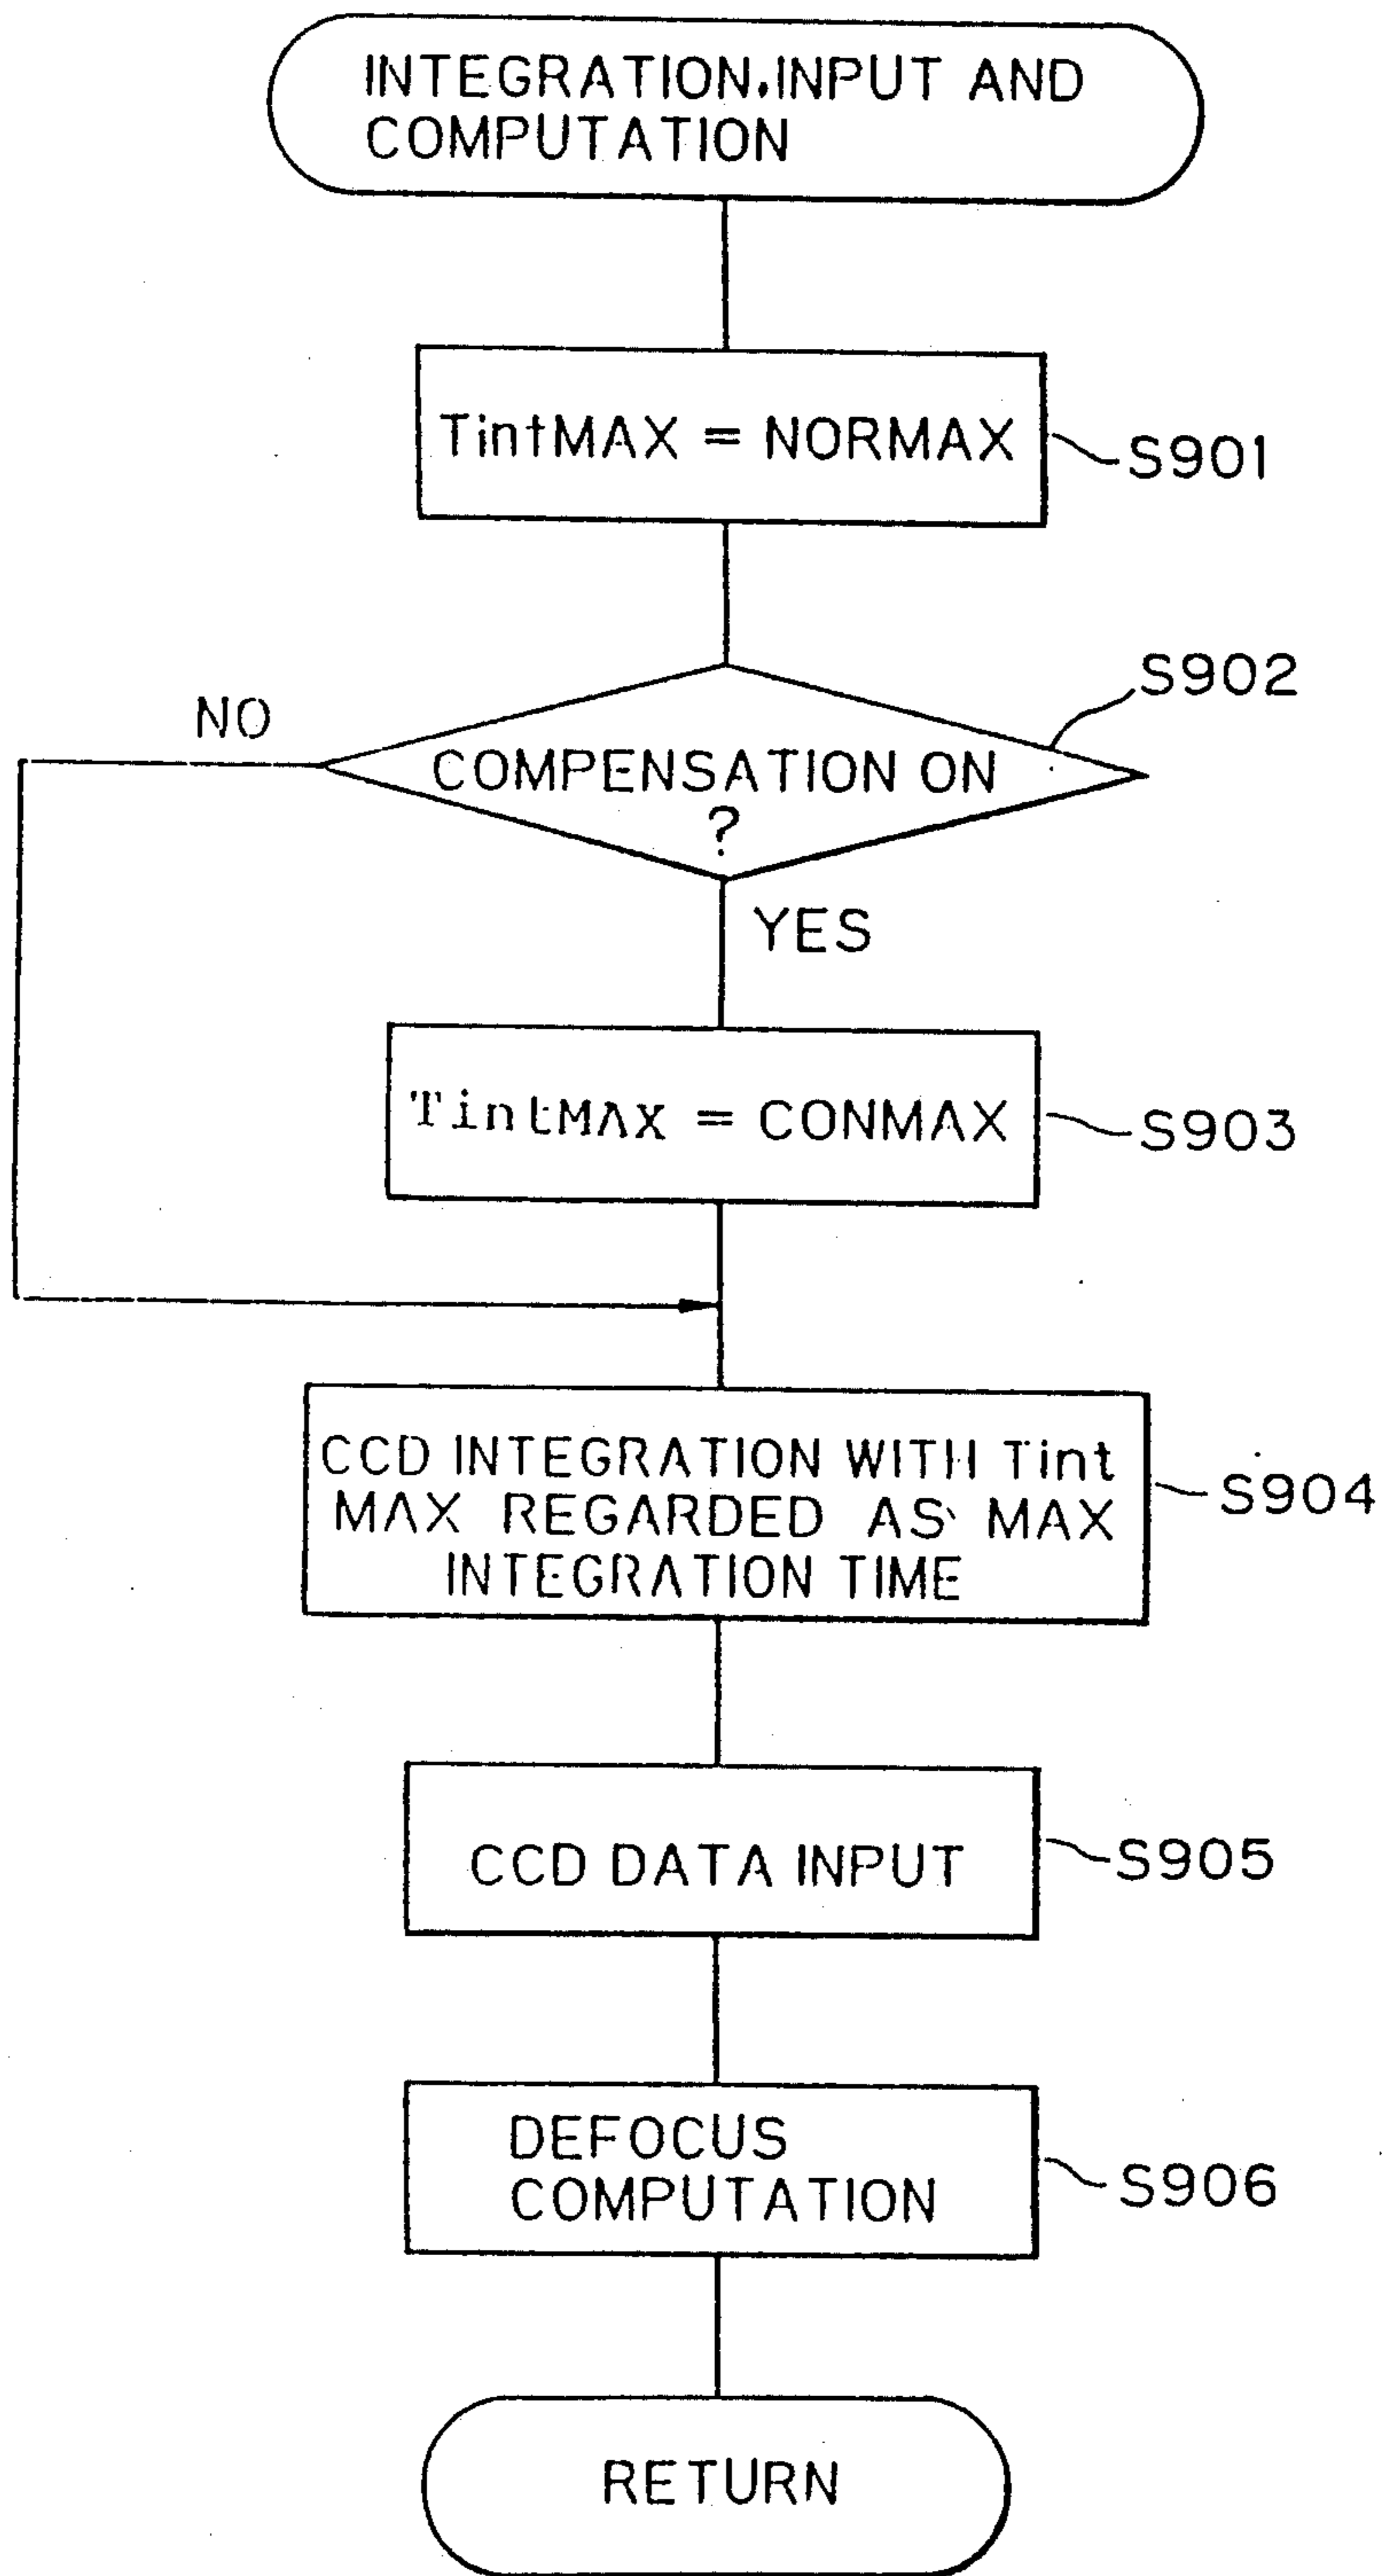 INTEGRATION, INPUT AND
COMPUTATION
TintMAX = NORMAX
S901
S902
NO
COMPENSATION ON
?
YES
TintMAX = CONMAX
S903
CCD INTEGRATION WITH Tint
MAX REGARDED AS MAX
INTEGRATION TIME
S904
CCD DATA INPUT
S905
DEFOCUS
COMPUTATION
S906
RETURN